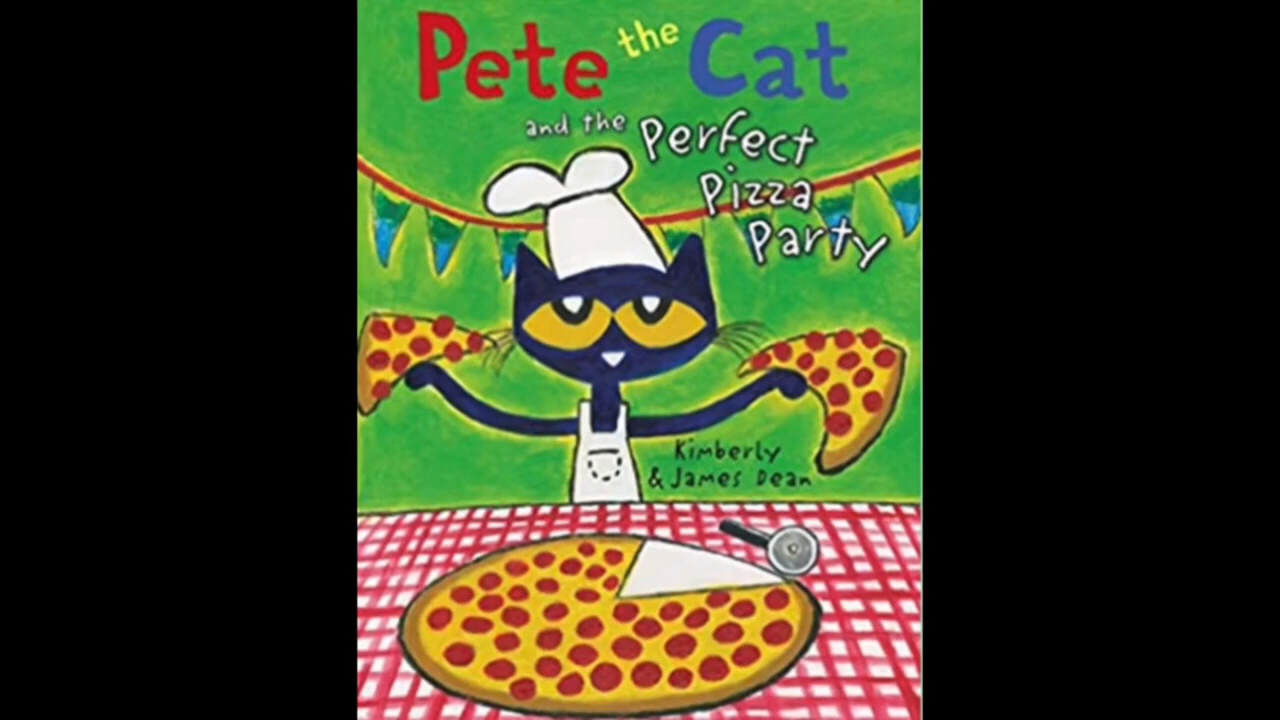 Pete the Cat
and the Perfect
Pizza
Party
Kimberly
& James Dean